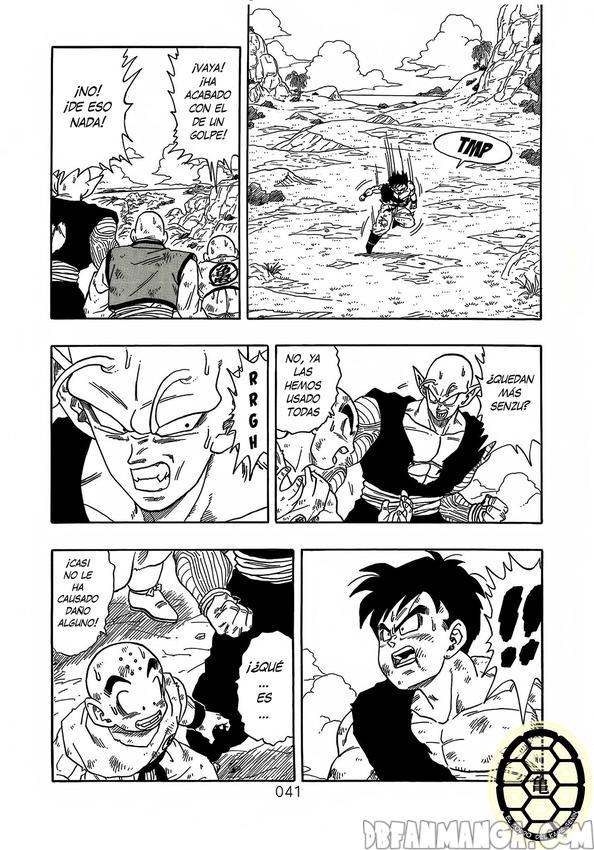 ¡VAYA!
¡HA
ACABADO
CON EL
DE UN
GOLPE!
¡NO!
¡DE ESO
NADA!
TMP
RRGH
NO, YA
LAS
HEMOS
USADO
TODAS
¿QUEDAN
MÁS
SENZU?
¡CASI
NO LE
HA
CAUSADO
DAÑO
ALGUNO!
¡¿QUÉ
...
ES ...
!!
亀
041
DBFANMANGA.COM